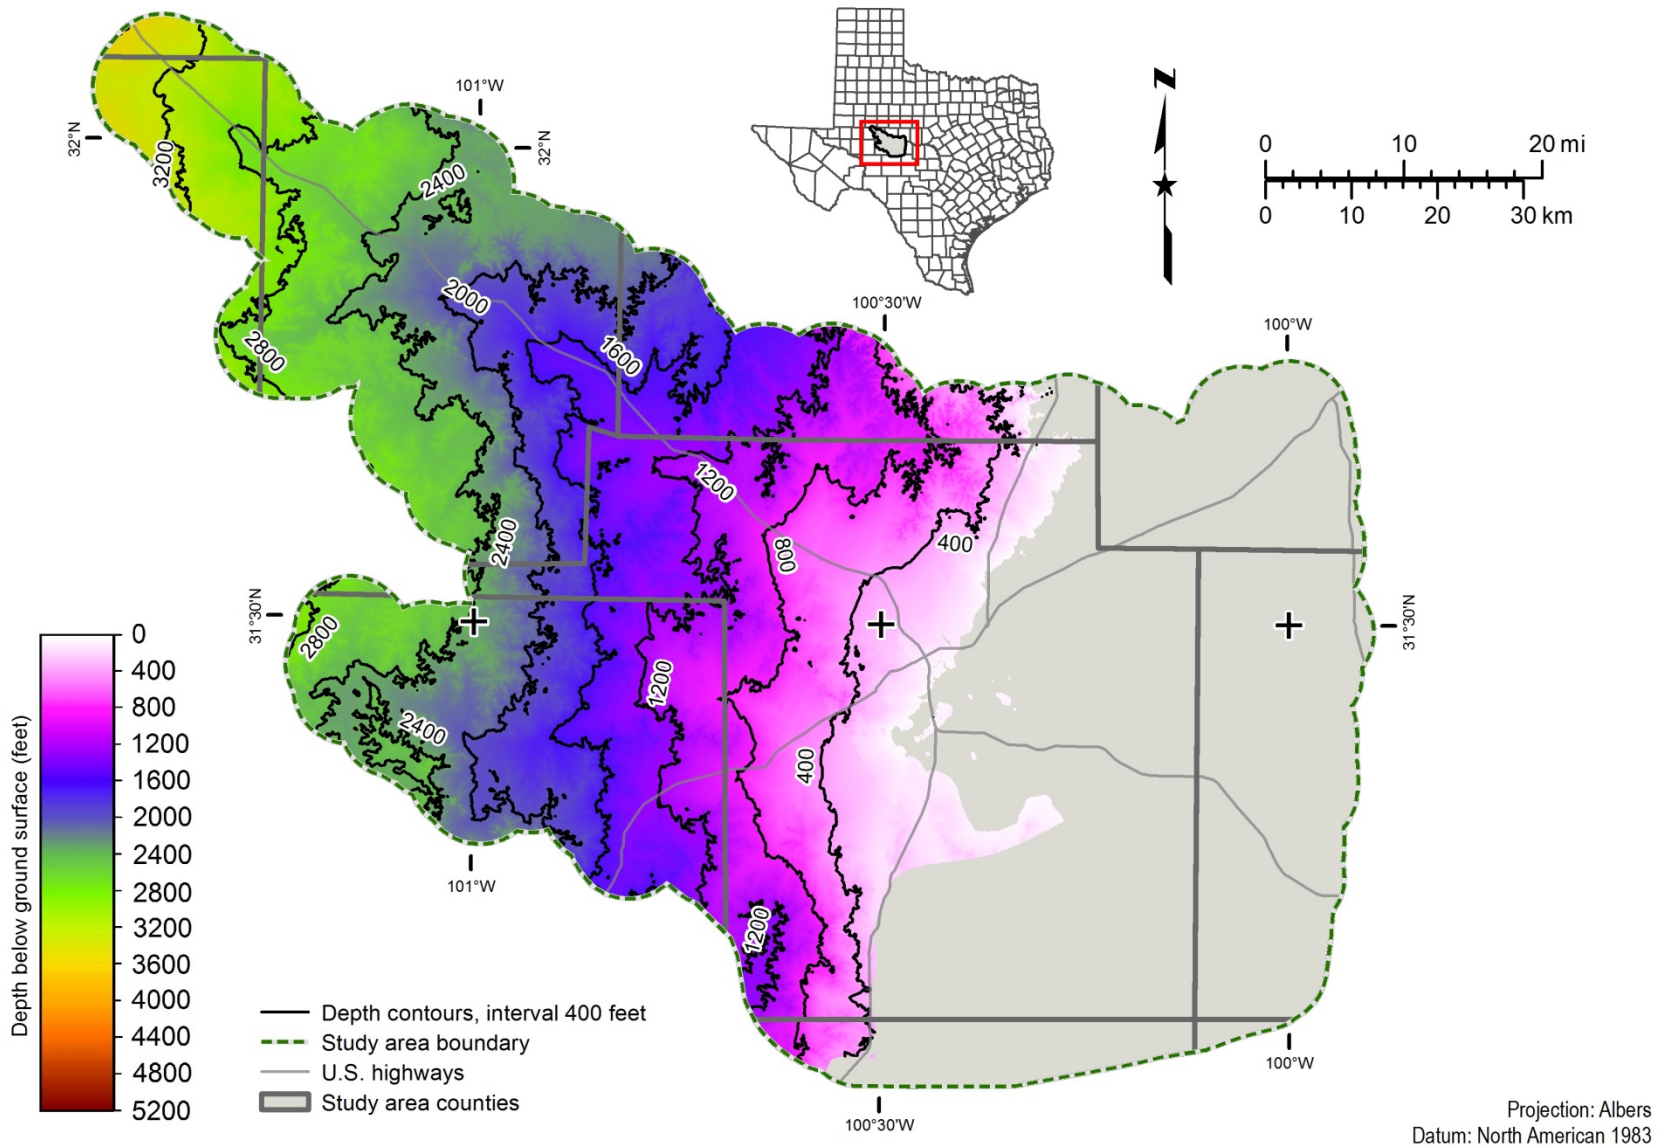 101°W
32°N
32°N
N
0 10 20 mi
0 10 20 30 km
3200
2400
2000
2800
1600
100°30'W
100°W
1200
2400
800
400
31°30'N
31°30'N
2800
1200
2400
400
1200
101°W
100°W
100°30'W
Depth below ground surface (feet)
0
400
800
1200
1600
2000
2400
2800
3200
3600
4000
4400
4800
5200
Depth contours, interval 400 feet
Study area boundary
U.S. highways
Study area counties
Projection: Albers
Datum: North American 1983